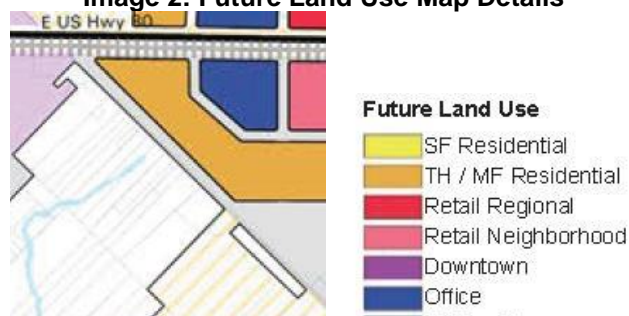 Image 2: Future Land Use Map Details
E US Hwy 80
Future Land Use
SF Residential
TH / MF Residential
Retail Regional
Retail Neighborhood
Downtown
Office